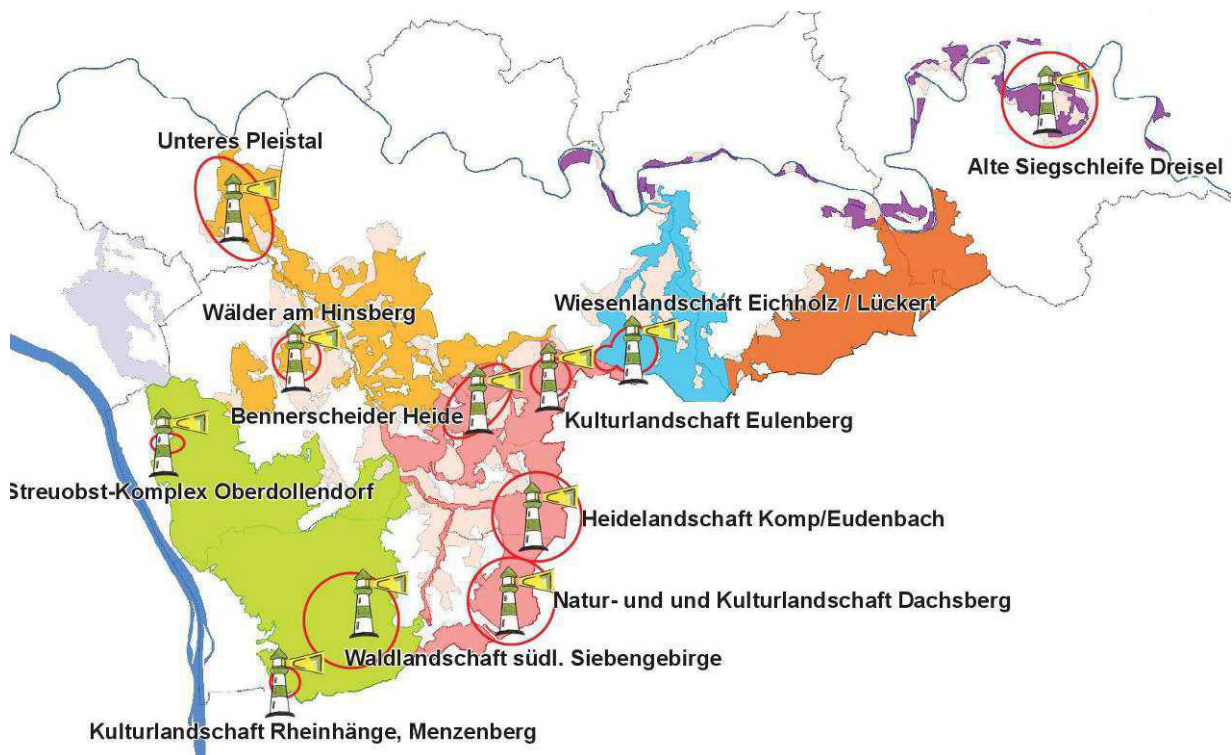 Unteres Pleistal
Alte Siegschleife Dreisel
Wälder am Hinsberg
Wiesenlandschaft Eichholz / Lückert
Bennerscheider Heide
Kulturlandschaft Eulenberg
Streuobst-Komplex Oberdollendorf
Heidelandschaft Komp/Eudenbach
Natur- und und Kulturlandschaft Dachsberg
Waldlandschaft südl. Siebengebirge
Kulturlandschaft Rheinhänge, Menzenberg